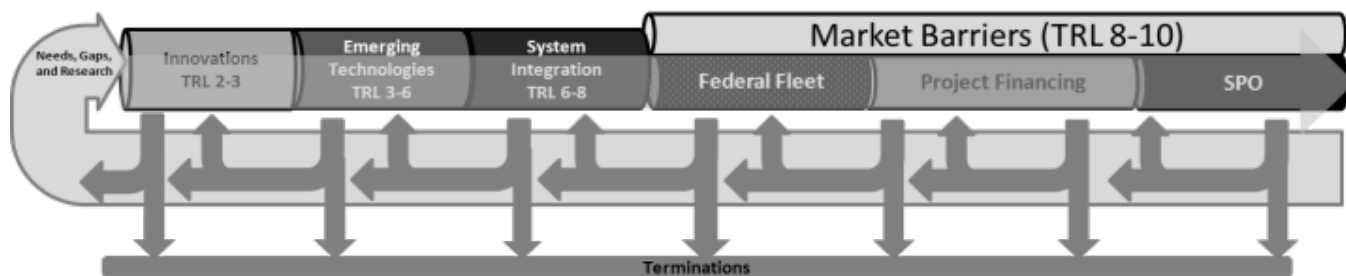 Needs, Gaps,
and Research
Innovations
TRL 2-3
Emerging
Technologies
TRL 3-6
System
Integration
TRL 6-8
Market Barriers (TRL 8-10)
Federal Fleet
Project Financing
SPO
Terminations